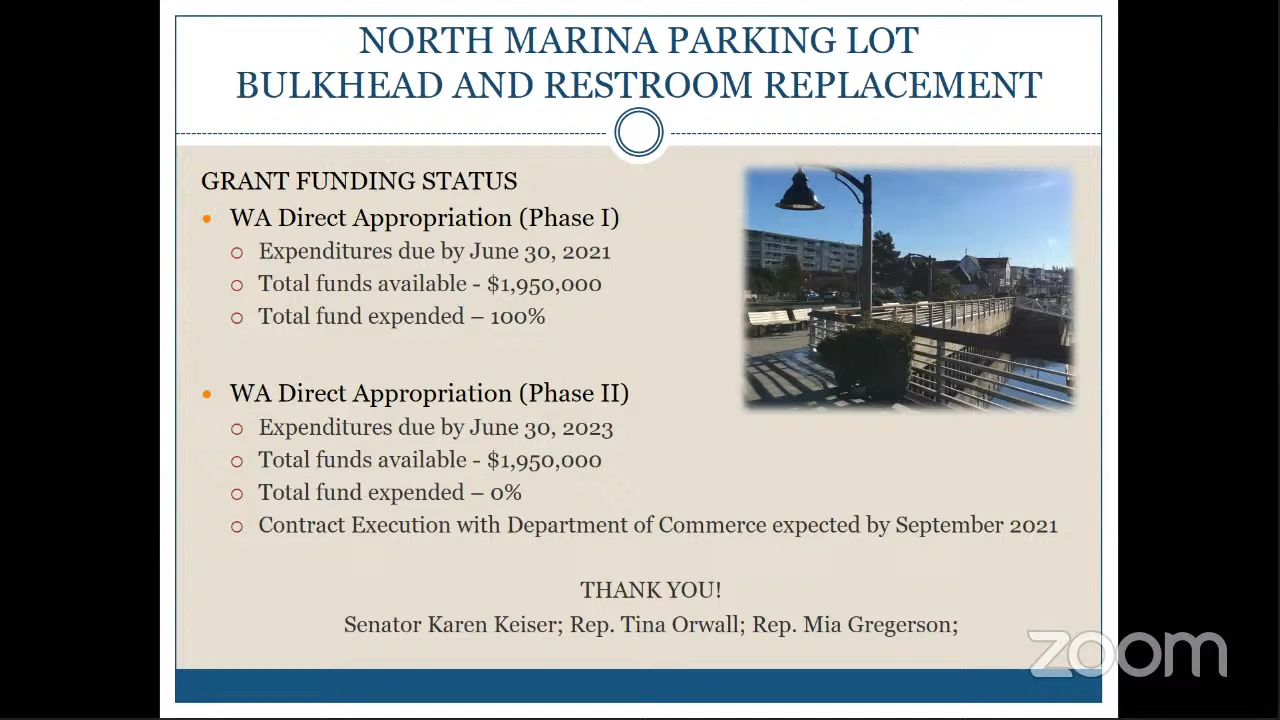 NORTH MARINA PARKING LOT
BULKHEAD AND RESTROOM REPLACEMENT
GRANT FUNDING STATUS
WA Direct Appropriation (Phase I)
Expenditures due by June 30, 2021
Total funds available - $1,950,000
Total fund expended – 100%
WA Direct Appropriation (Phase II)
Expenditures due by June 30, 2023
Total funds available - $1,950,000
Total fund expended – 0%
Contract Execution with Department of Commerce expected by September 2021
THANK YOU!
Senator Karen Keiser; Rep. Tina Orwall; Rep. Mia Gregerson;
zoom